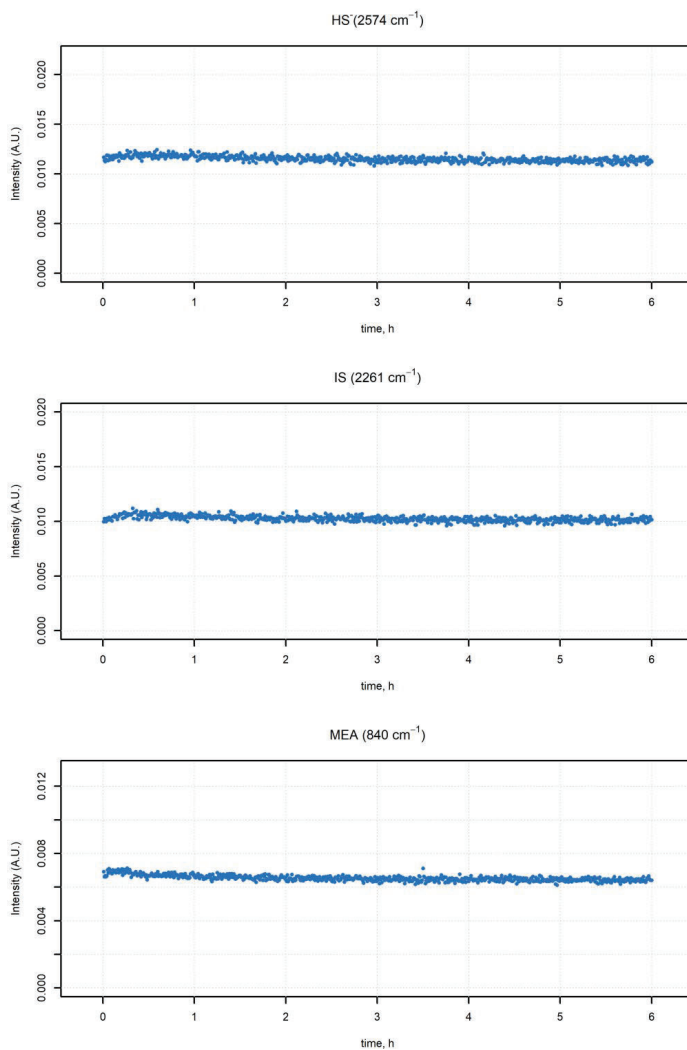 HS⁻(2574 cm⁻¹)
Intensity (A.U.)
0.020
0.015
0.010
0.005
0.000
0 1 2 3 4 5 6
time, h
IS (2261 cm⁻¹)
Intensity (A.U.)
0.020
0.015
0.010
0.005
0.000
0 1 2 3 4 5 6
time, h
MEA (840 cm⁻¹)
Intensity (A.U.)
0.012
0.008
0.004
0.000
0 1 2 3 4 5 6
time, h